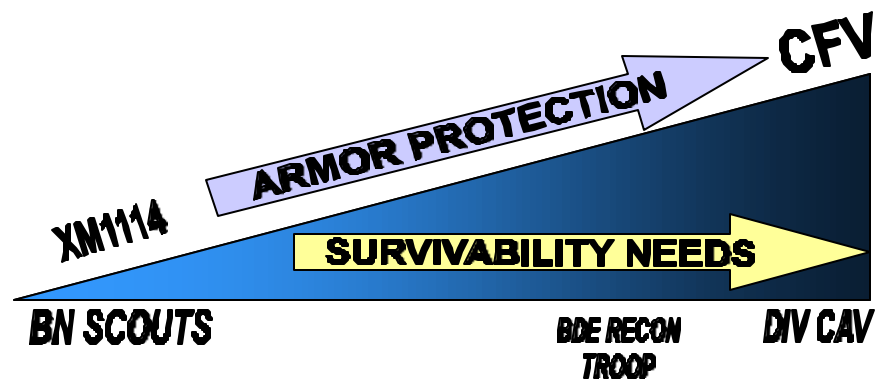 CFV
ARMOR PROTECTION
XM1114
SURVIVABILITY NEEDS
BN SCOUTS
BDE RECON
TROOP
DIV CAV